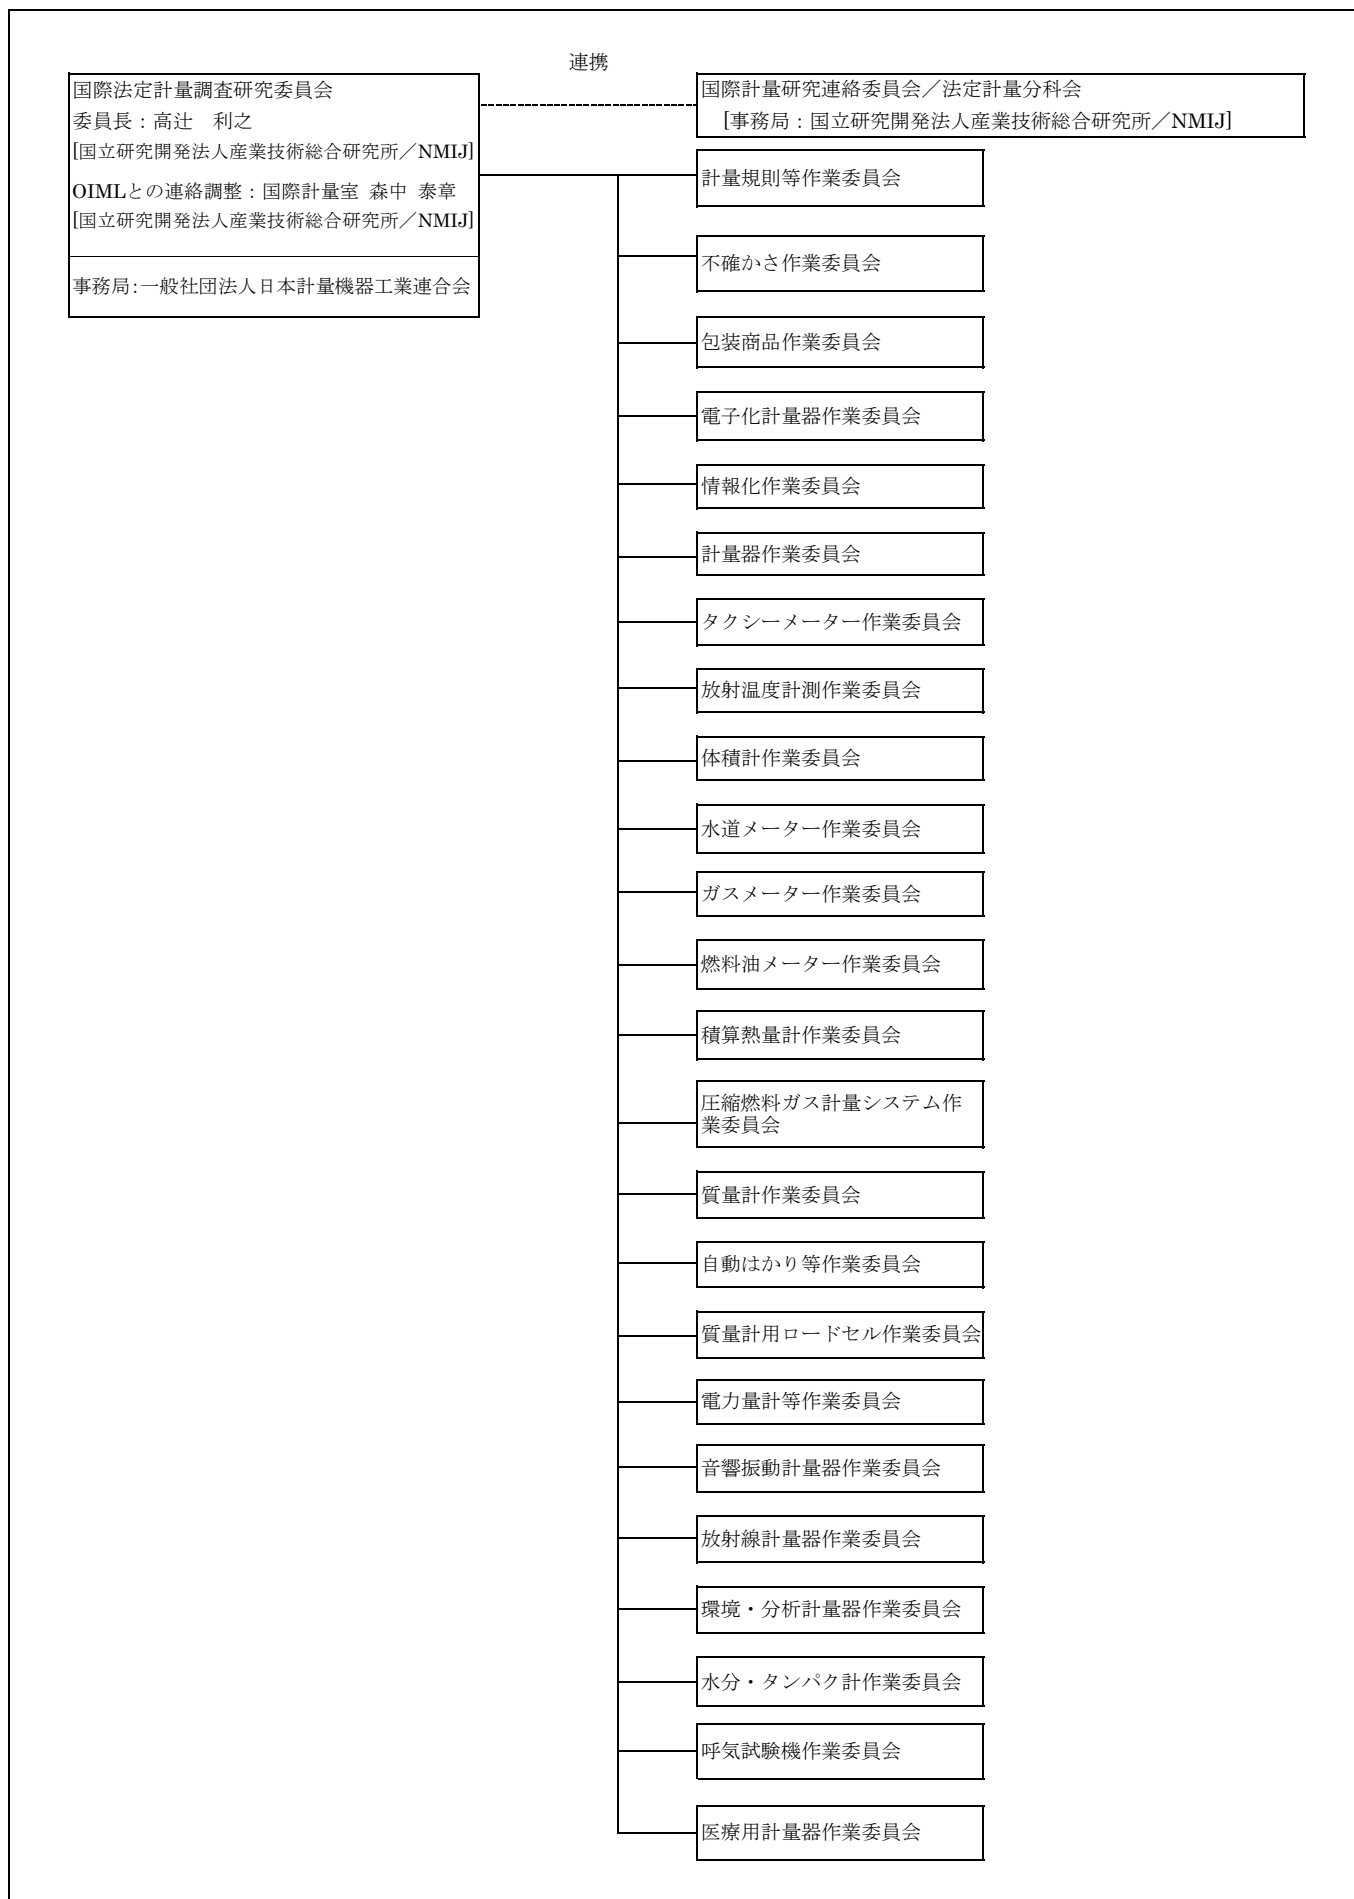 連携
国際法定計量調査研究委員会
委員長：高辻　利之
[国立研究開発法人産業技術総合研究所／NMIJ]
OIMLとの連絡調整：国際計量室 森中 泰章
[国立研究開発法人産業技術総合研究所／NMIJ]
事務局:一般社団法人日本計量機器工業連合会
国際計量研究連絡委員会／法定計量分科会
[事務局：国立研究開発法人産業技術総合研究所／NMIJ]
計量規則等作業委員会
不確かさ作業委員会
包装商品作業委員会
電子化計量器作業委員会
情報化作業委員会
計量器作業委員会
タクシーメーター作業委員会
放射温度計測作業委員会
体積計作業委員会
水道メーター作業委員会
ガスメーター作業委員会
燃料油メーター作業委員会
積算熱量計作業委員会
圧縮燃料ガス計量システム作
業委員会
質量計作業委員会
自動はかり等作業委員会
質量計用ロードセル作業委員会
電力量計等作業委員会
音響振動計量器作業委員会
放射線計量器作業委員会
環境・分析計量器作業委員会
水分・タンパク計作業委員会
呼気試験機作業委員会
医療用計量器作業委員会